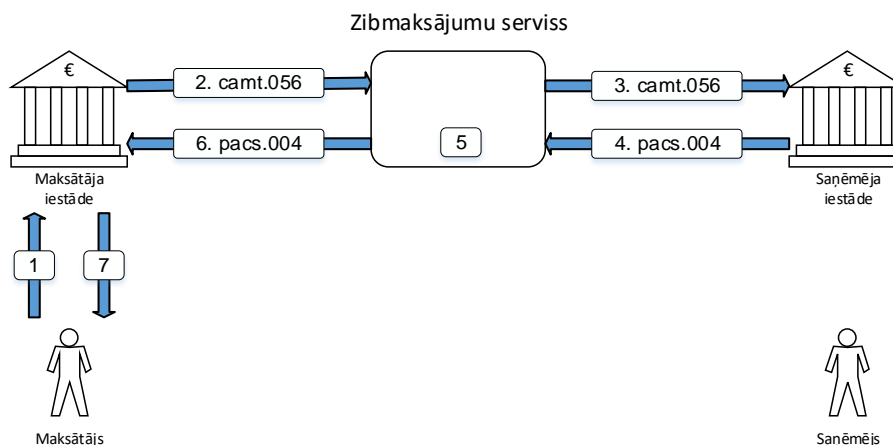 Zibmaksājumu serviss
€
€
2. camt.056
3. camt.056
6. pacs.004
5
4. pacs.004
Maksātāja
iestāde
Saņēmēja
iestāde
1
7
Maksātājs
Saņēmējs